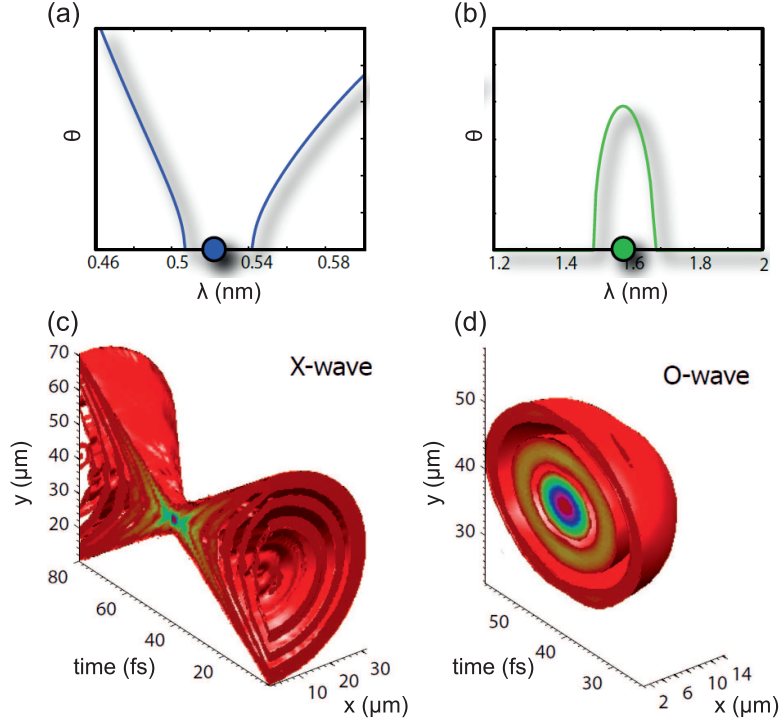 (a)
θ
0.46 0.5 0.54 0.58
λ (nm)
(b)
θ
1.2 1.4 1.6 1.8 2
λ (nm)
(c)
X-wave
70
60
50
40
30
20
y (μm)
80 60 40 20
time (fs)
10 20 30
x (μm)
(d)
O-wave
50
40
30
y (μm)
50 40 30
time (fs)
2 6 10 14
x (μm)